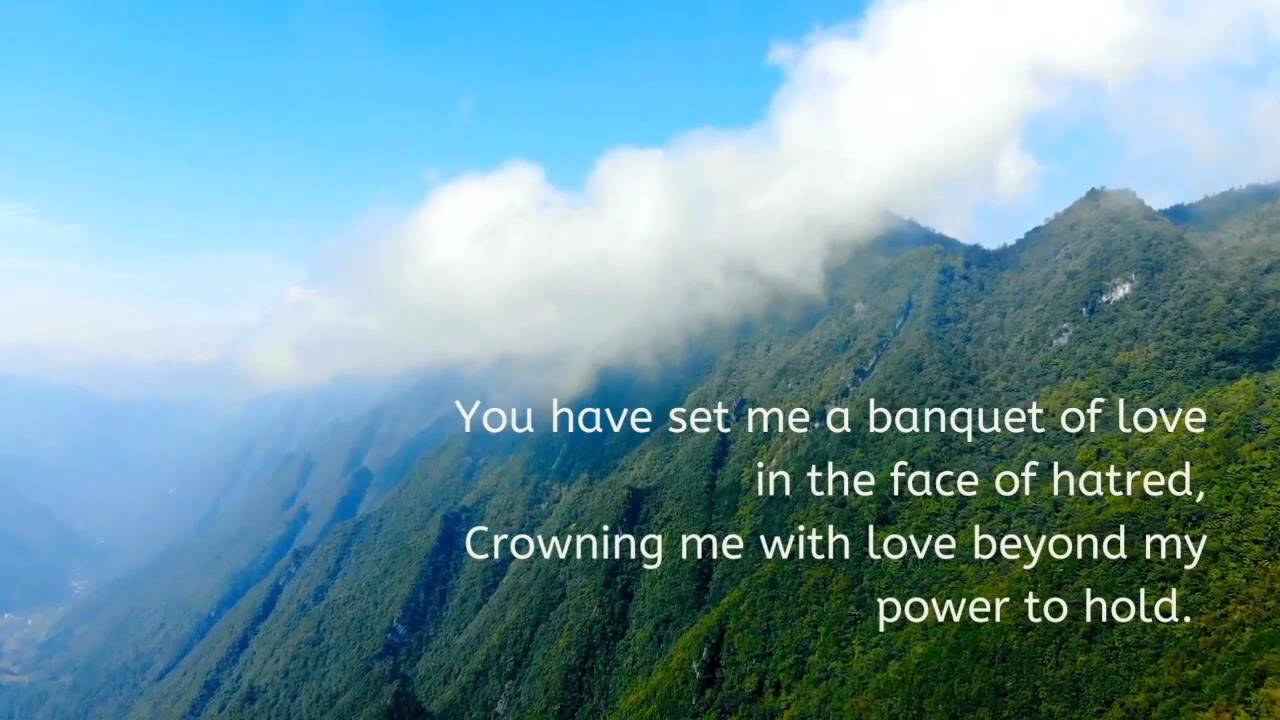 You have set me a banquet of love
in the face of hatred,
Crowning me with love beyond my
power to hold.